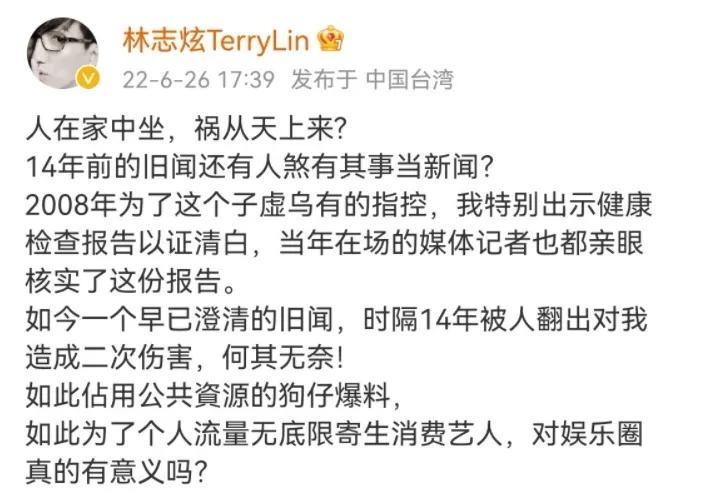 林志炫TerryLin
22-6-26 17:39 发布于 中国台湾
人在家中坐，祸从天上来？
14年前的旧闻还有人煞有其事当新闻？
2008年为了这个子虚乌有的指控，我特别出示健康
检查报告以证清白，当年在场的媒体记者也都亲眼
核实了这份报告。
如今一个早已澄清的旧闻，时隔14年被人翻出对我
造成二次伤害，何其无奈！
如此佔用公共資源的狗仔爆料，
如此为了个人流量无底限寄生消费艺人，对娱乐圈
真的有意义吗？